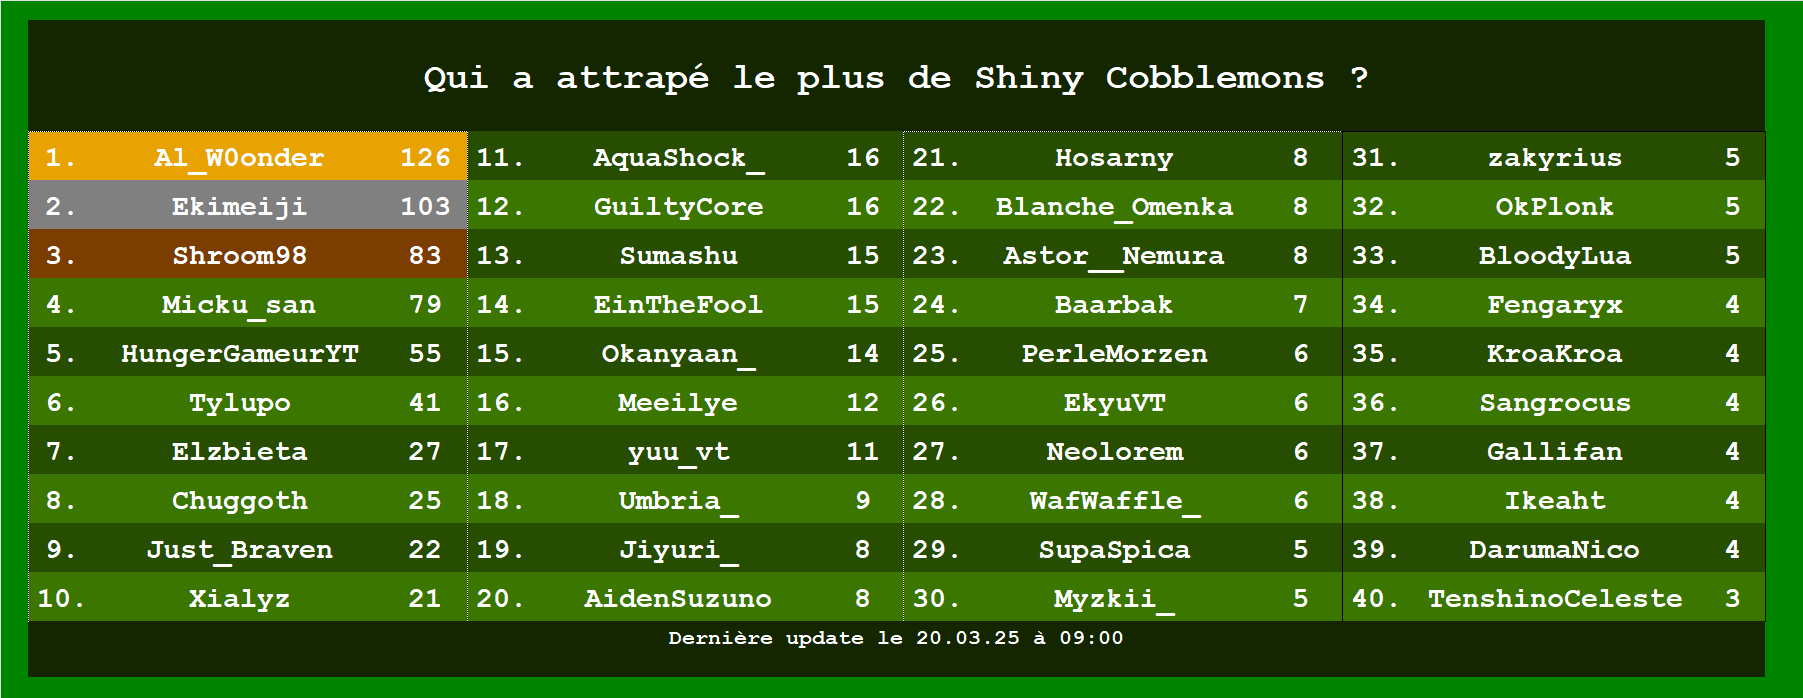 Qui a attrapé le plus de Shiny Cobblemons ?
1. Al_W0onder 126 11. AquaShock_ 16 21. Hosarny 8 31. zakyrius 5
2. Ekimeiji 103 12. GuiltyCore 16 22. Blanche_Omenka 8 32. OkPlonk 5
3. Shroom98 83 13. Sumashu 15 23. Astor__Nemura 8 33. BloodyLua 5
4. Micku_san 79 14. EinTheFool 15 24. Baarbak 7 34. Fengaryx 4
5. HungerGameurYT 55 15. Okanyaan_ 14 25. PerleMorzen 6 35. KroaKroa 4
6. Tylupo 41 16. Meeilye 12 26. EkyuVT 6 36. Sangrocus 4
7. Elzbieta 27 17. yuu_vt 11 27. Neolorem 6 37. Gallifan 4
8. Chuggoth 25 18. Umbria_ 9 28. WafWaffle_ 6 38. Ikeaht 4
9. Just_Braven 22 19. Jiyuri_ 8 29. SupaSpica 5 39. DarumaNico 4
10. Xialyz 21 20. AidenSuzuno 8 30. Myzkii_ 5 40. TenshinoCeleste 3
Dernière update le 20.03.25 à 09:00